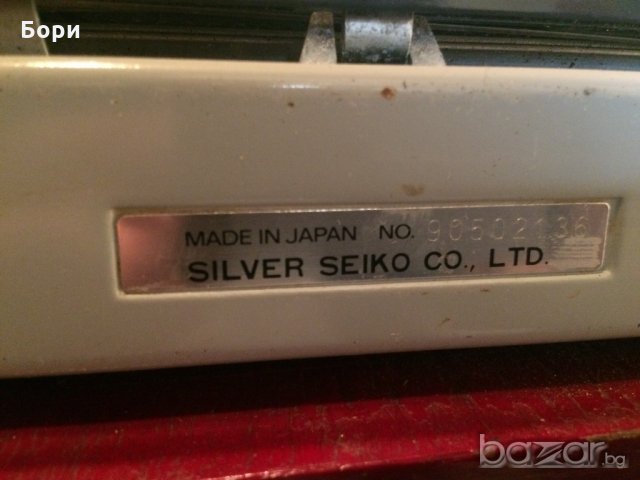 Бори
MADE IN JAPAN NO. 90502136
SILVER SEIKO CO., LTD.
bazar.bg